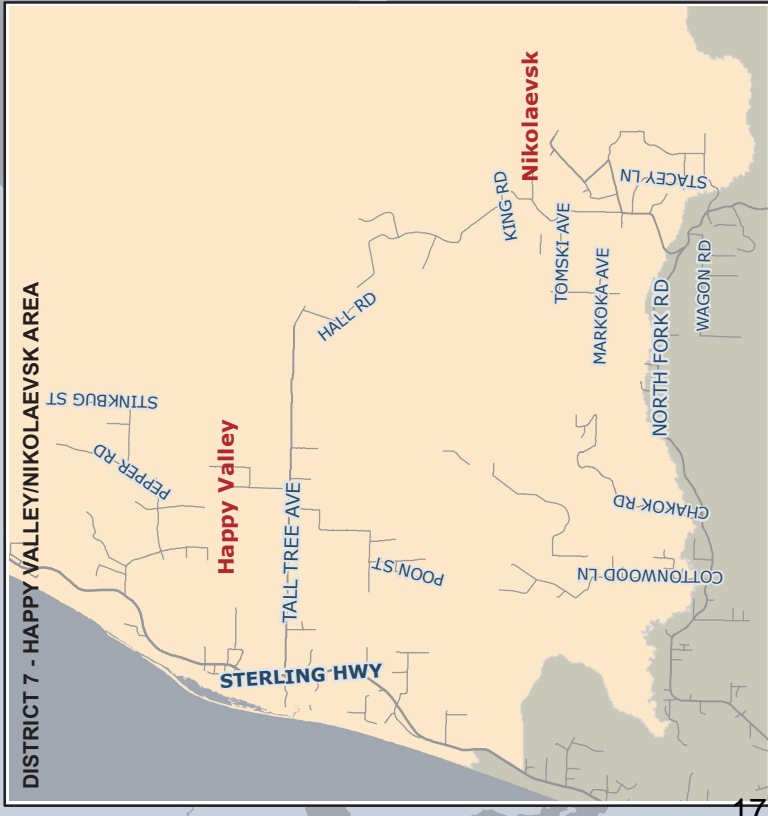 DISTRICT 7 - HAPPY VALLEY/NIKOLAEVSK AREA
STINKBUG ST
PEPPER RD
Happy Valley
TALL TREE AVE
HALL RD
POON ST
STERLING HWY
KING RD
Nikolaevsk
TOMSKI AVE
MARKOKA AVE
STACEY LN
NORTH FORK RD
WAGON RD
CHAKOK RD
COTTONWOOD LN
17